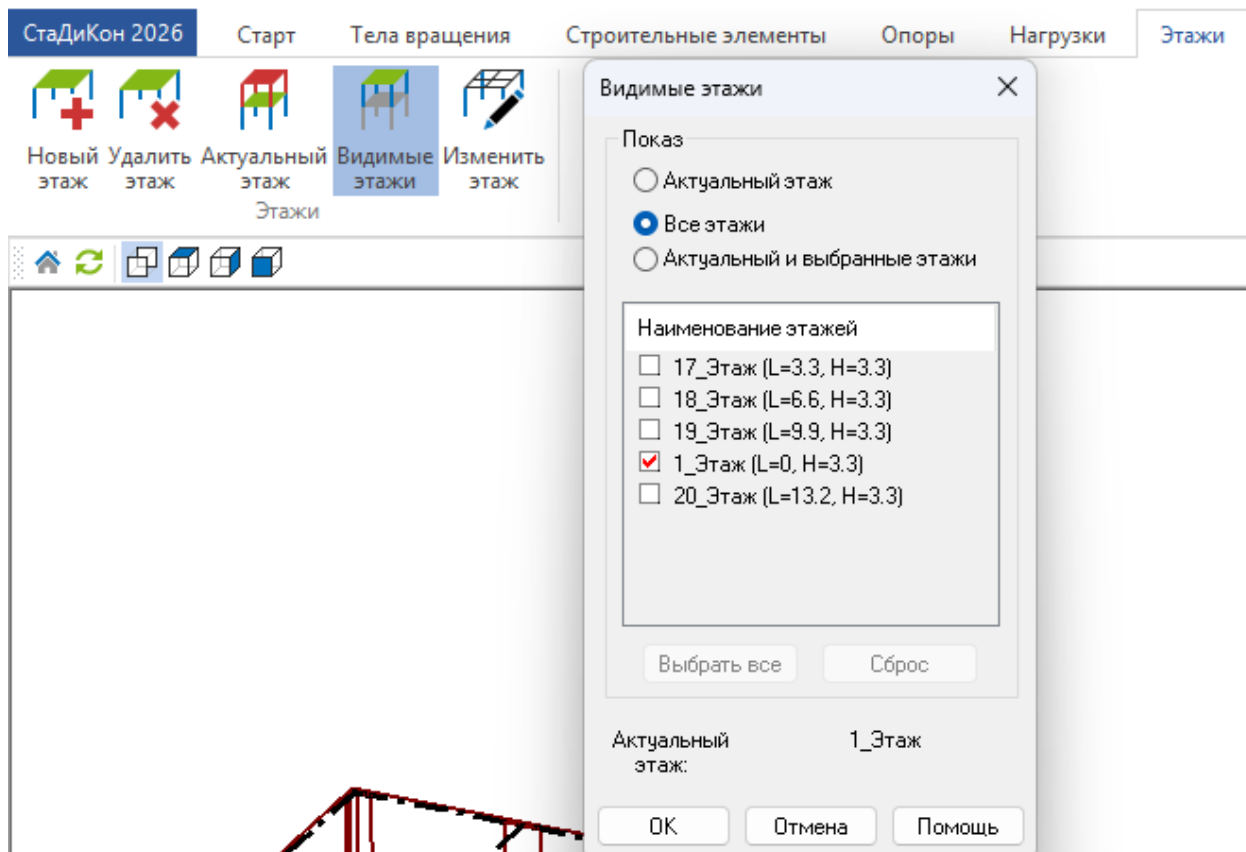 СтаДиКон 2026 Старт Тела вращения Строительные элементы Опоры Нагрузки Этажи
Новый этаж
Удалить этаж
Актуальный этаж
Видимые этажи
Изменить этаж
Этажи
Видимые этажи
Показ
Актуальный этаж
Все этажи
Актуальный и выбранные этажи
Наименование этажей
17_Этаж (L=3.3, H=3.3)
18_Этаж (L=6.6, H=3.3)
19_Этаж (L=9.9, H=3.3)
1_Этаж (L=0, H=3.3)
20_Этаж (L=13.2, H=3.3)
Выбрать все Сброс
Актуальный этаж: 1_Этаж
OK Отмена Помощь